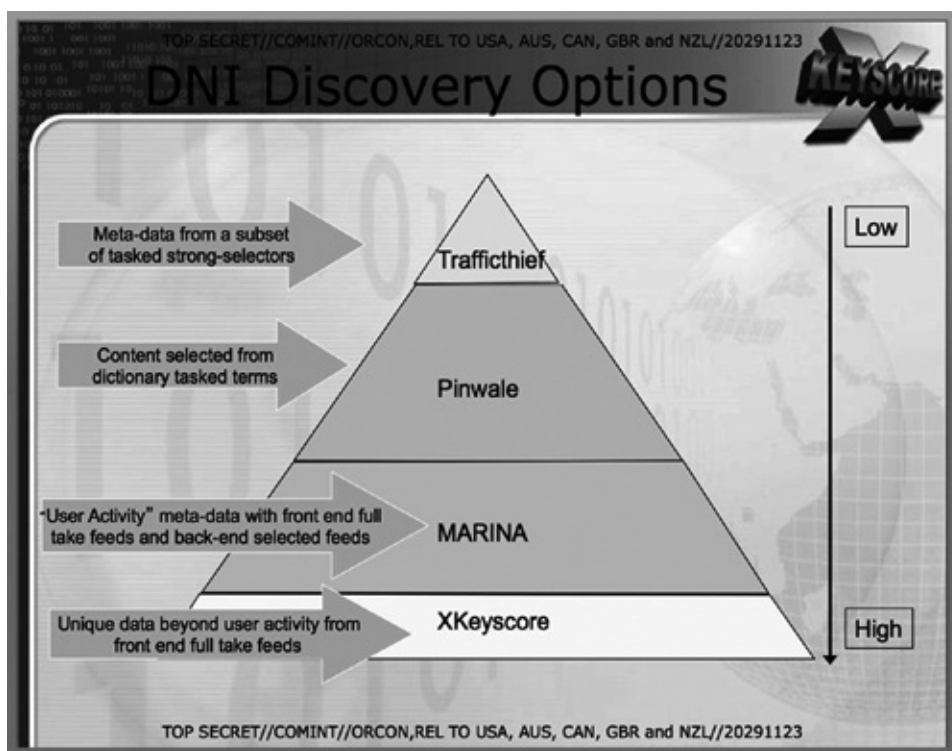 TOP SECRET//COMINT//ORCON,REL TO USA, AUS, CAN, GBR and NZL//20291123
DNI Discovery Options
X
KEYSCORE
Meta-data from a subset
of tasked strong-selectors
Trafficthief
Low
Content selected from
dictionary tasked terms
Pinwale
"User Activity" meta-data with front end full
take feeds and back-end selected feeds
MARINA
Unique data beyond user activity from
front end full take feeds
XKeyscore
High
TOP SECRET//COMINT//ORCON,REL TO USA, AUS, CAN, GBR and NZL//20291123